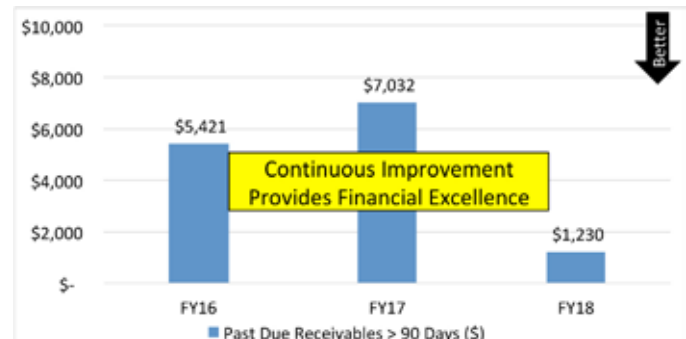 $10,000
Better
$8,000
$7,032
$6,000
$5,421
Continuous Improvement
Provides Financial Excellence
$4,000
$2,000
$1,230
$-
FY16 FY17 FY18
Past Due Receivables > 90 Days ($)